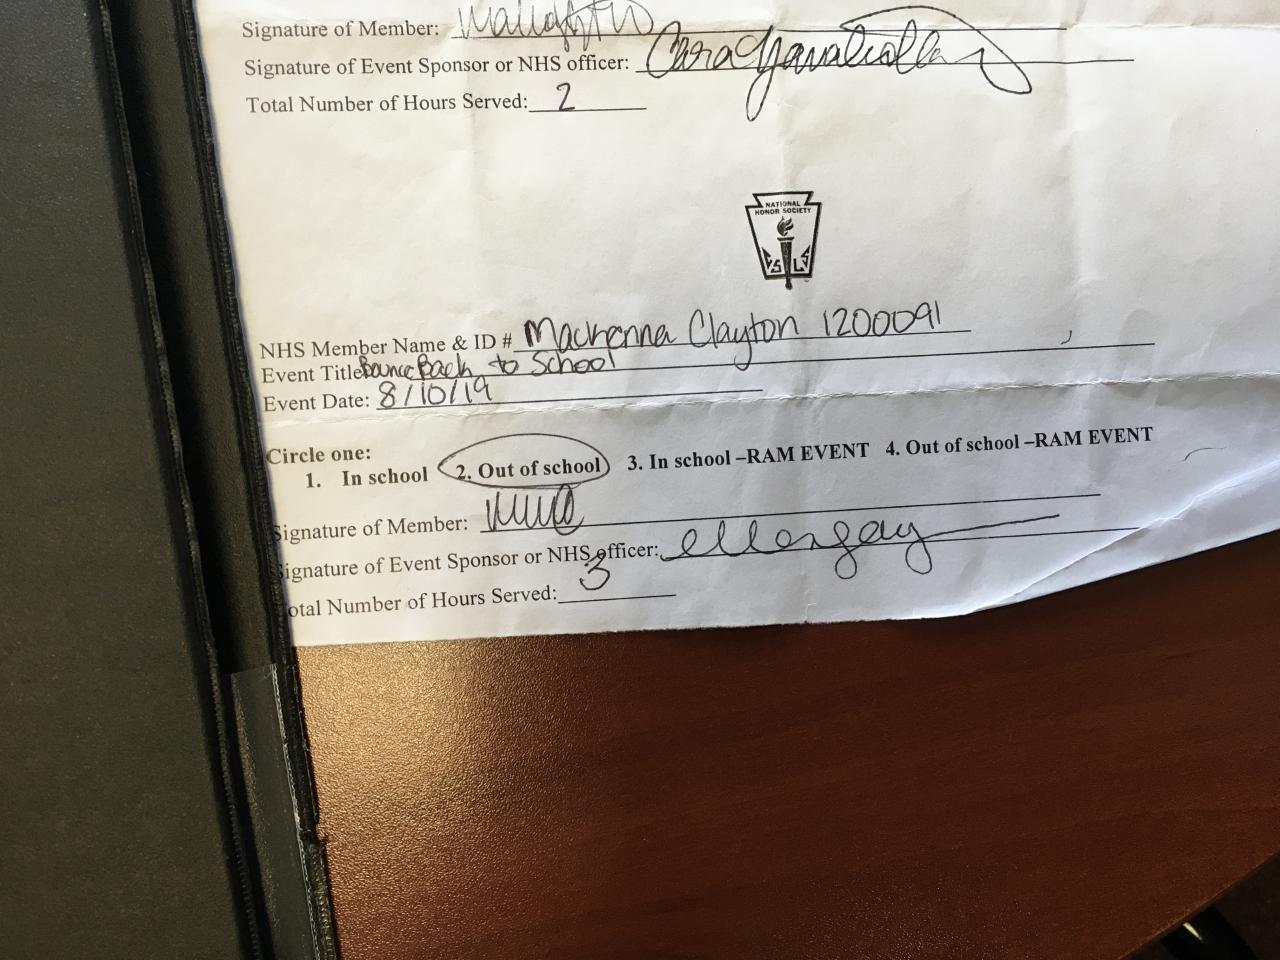 Signature of Member:
Signature of Event Sponsor or NHS officer: Cara
Total Number of Hours Served: 2
NATIONAL
HONOR SOCIETY
S L
NHS Member Name & ID # Mackenna Clayton 1200091
Event Title Bounce Back to School
Event Date: 8/10/19
Circle one:
1. In school 2. Out of school 3. In school –RAM EVENT 4. Out of school –RAM EVENT
Signature of Member:
Signature of Event Sponsor or NHS officer: ellengay
Total Number of Hours Served: 3